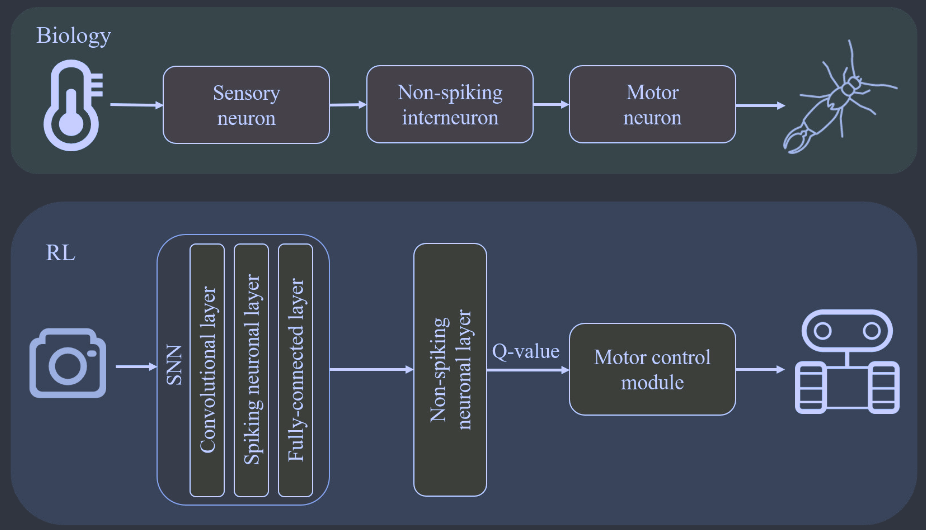 Biology
Sensory
neuron
Non-spiking
interneuron
Motor
neuron
RL
SNN
Convolutional layer
Spiking neuronal layer
Fully-connected layer
Non-spiking
neuronal layer
Q-value
Motor control
module